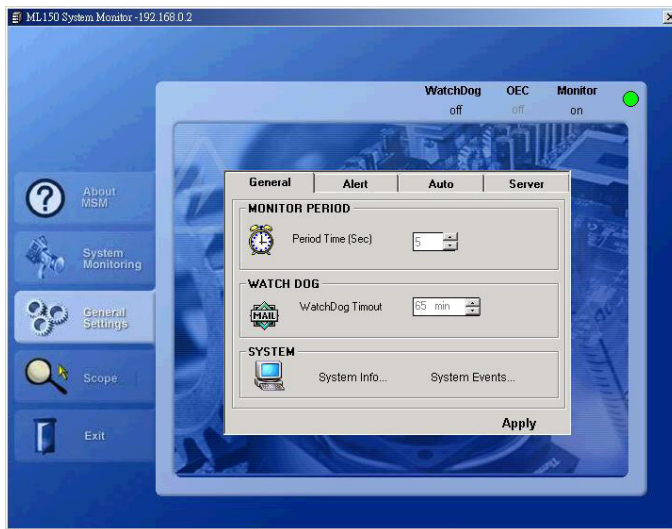 ML150 System Monitor -192.168.0.2
WatchDog OEC Monitor
off off on
General Alert Auto Server
MONITOR PERIOD
Period Time (Sec) 5
WATCH DOG
MAIL WatchDog Timout 65 min
SYSTEM
System Info... System Events...
Apply
About
MSM
System
Monitoring
General
Settings
Scope
Exit